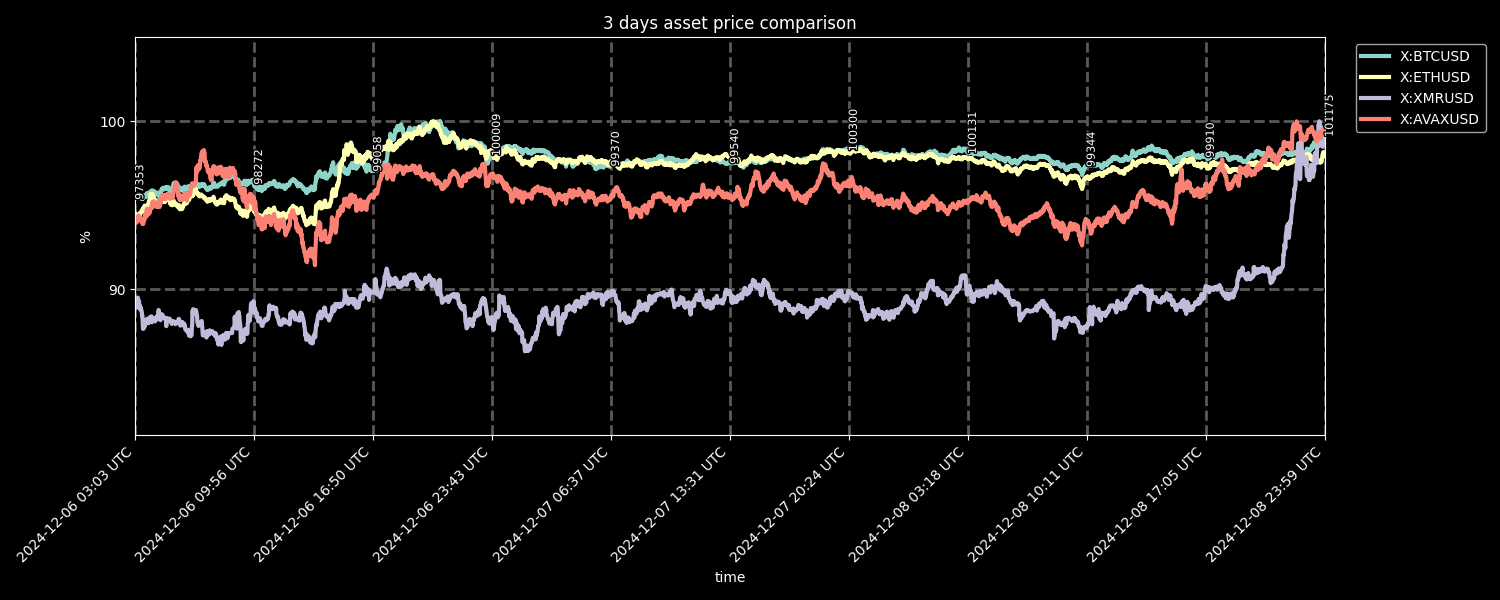 3 days asset price comparison
X:BTCUSD
X:ETHUSD
X:XMRUSD
X:AVAXUSD
100
90
%
97353
98272
99058
100009
99370
99540
100300
100131
99344
99910
101175
2024-12-06 03:03 UTC
2024-12-06 09:56 UTC
2024-12-06 16:50 UTC
2024-12-06 23:43 UTC
2024-12-07 06:37 UTC
2024-12-07 13:31 UTC
2024-12-07 20:24 UTC
2024-12-08 03:18 UTC
2024-12-08 10:11 UTC
2024-12-08 17:05 UTC
2024-12-08 23:59 UTC
time